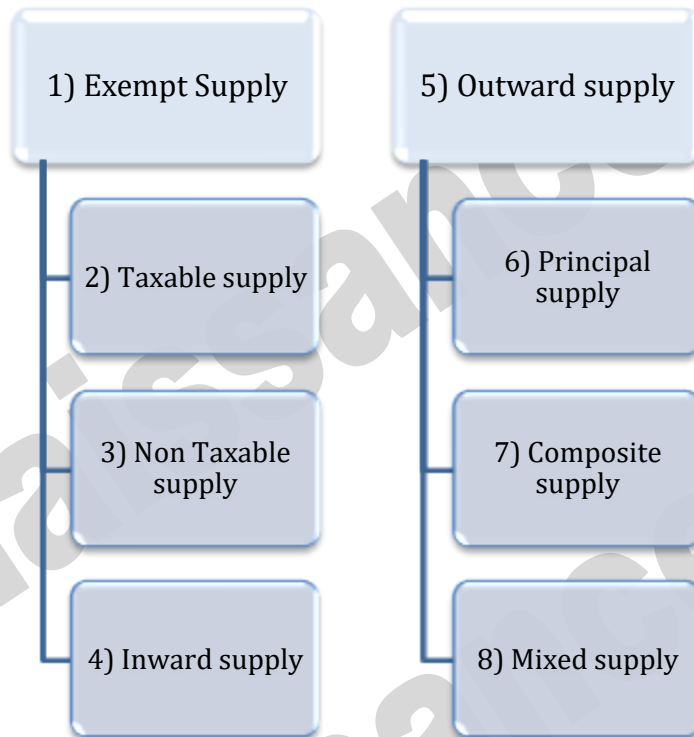 1) Exempt Supply
2) Taxable supply
3) Non Taxable
supply
4) Inward supply
5) Outward supply
6) Principal
supply
7) Composite
supply
8) Mixed supply